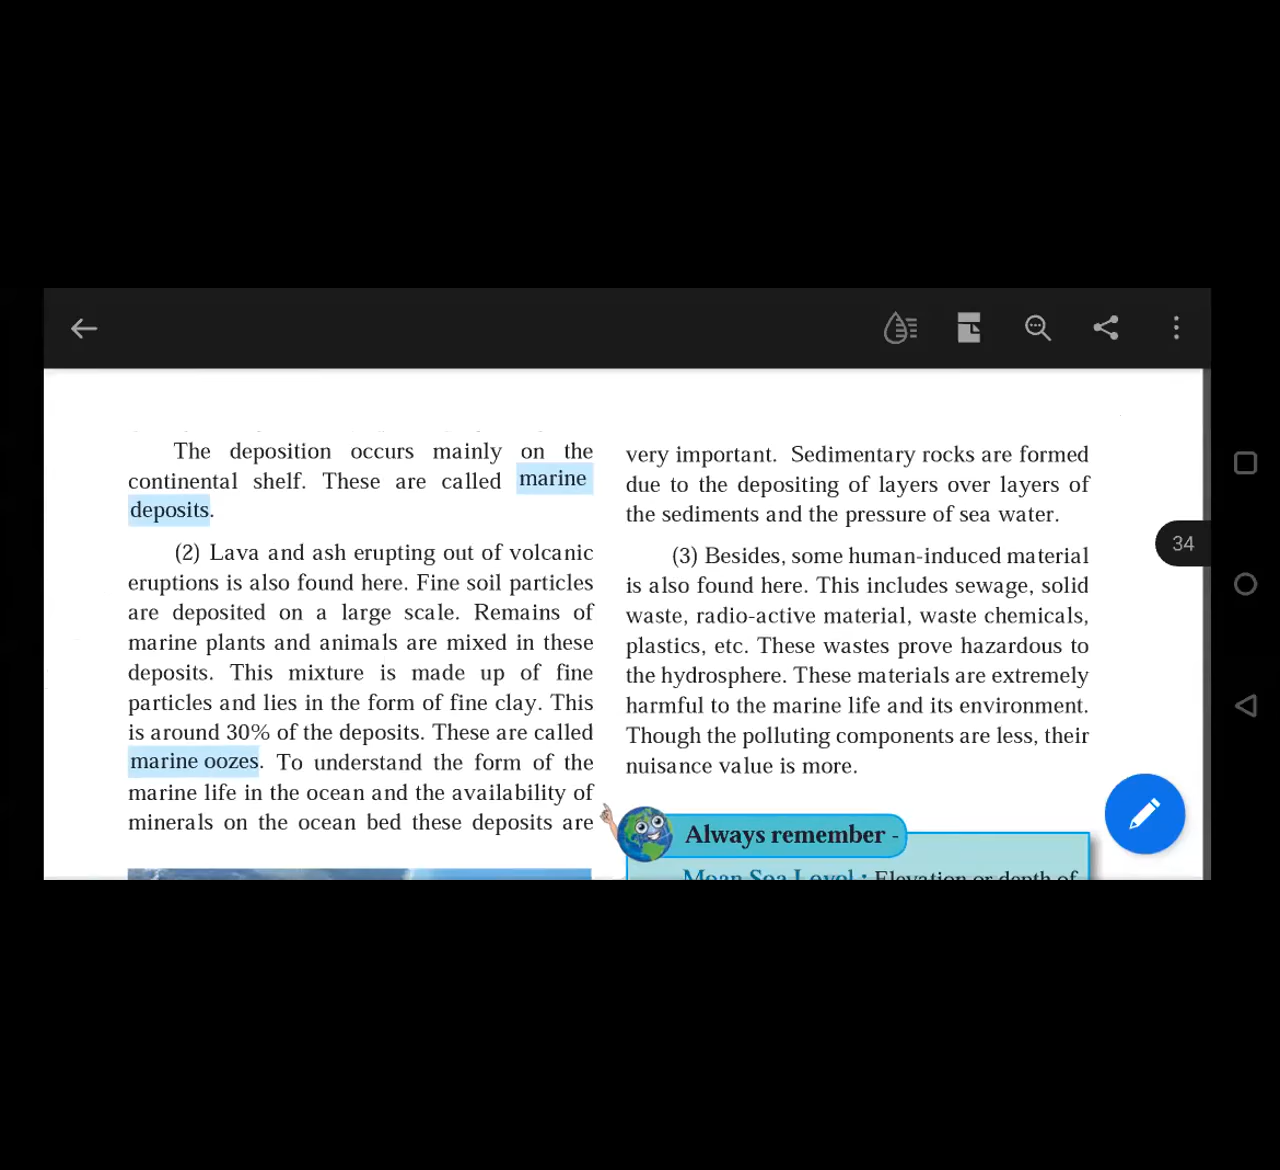 The deposition occurs mainly on the
continental shelf. These are called marine
deposits.
(2) Lava and ash erupting out of volcanic
eruptions is also found here. Fine soil particles
are deposited on a large scale. Remains of
marine plants and animals are mixed in these
deposits. This mixture is made up of fine
particles and lies in the form of fine clay. This
is around 30% of the deposits. These are called
marine oozes. To understand the form of the
marine life in the ocean and the availability of
minerals on the ocean bed these deposits are
very important. Sedimentary rocks are formed
due to the depositing of layers over layers of
the sediments and the pressure of sea water.
(3) Besides, some human-induced material
is also found here. This includes sewage, solid
waste, radio-active material, waste chemicals,
plastics, etc. These wastes prove hazardous to
the hydrosphere. These materials are extremely
harmful to the marine life and its environment.
Though the polluting components are less, their
nuisance value is more.
34
Always remember -
Mean Sea Level : Elevation or depth of